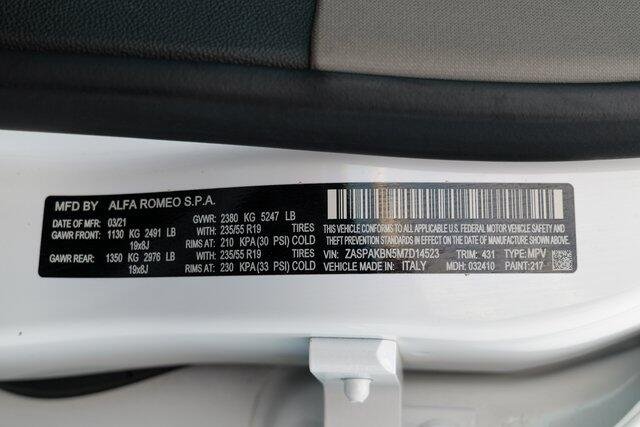 MFD BY ALFA ROMEO S.P.A.
DATE OF MFR: 03/21 GVWR: 2380 KG 5247 LB
GAWR FRONT: 1130 KG 2491 LB WITH: 235/55 R19 TIRES
19x8J RIMS AT: 210 KPA(30 PSI) COLD
GAWR REAR: 1350 KG 2976 LB WITH: 235/55 R19 TIRES
19x8J RIMS AT: 230 KPA (33 PSI) COLD
THIS VEHICLE CONFORMS TO ALL APPLICABLE U.S. FEDERAL MOTOR VEHICLE
SAFETY STANDARDS IN EFFECT ON THE DATE OF MANUFACTURE SHOWN ABOVE.
VIN: ZASPAKBN5M7D14523 TRIM: 431 TYPE: MPV
VEHICLE MADE IN: ITALY MDH: 032410 PAINT: 217